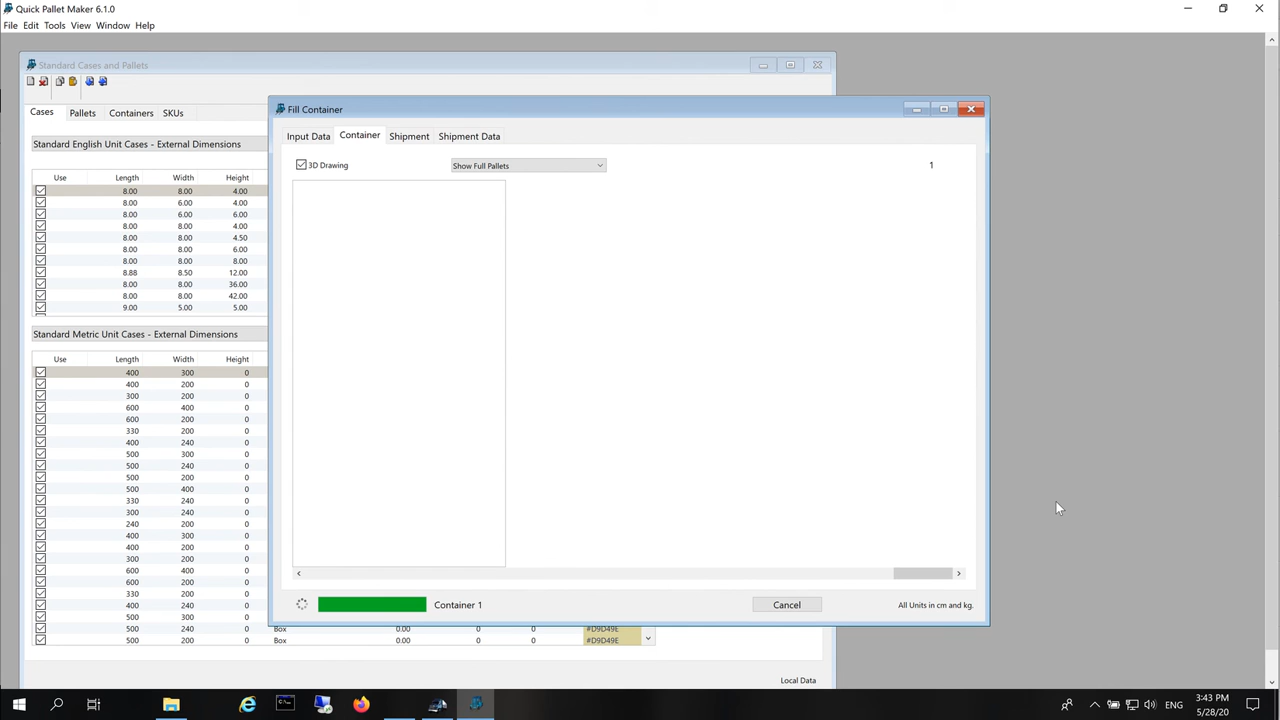 Quick Pallet Maker 6.1.0
File Edit Tools View Window Help
Standard Cases and Pallets
Cases Pallets Containers SKUs
Standard English Unit Cases - External Dimensions
Use Length Width Height
8.00 8.00 4.00
8.00 6.00 4.00
8.00 6.00 6.00
8.00 8.00 4.00
8.00 8.00 4.50
8.00 8.00 6.00
8.00 8.00 8.00
8.88 8.50 12.00
8.00 8.00 36.00
8.00 8.00 42.00
9.00 5.00 5.00
Standard Metric Unit Cases - External Dimensions
Use Length Width Height
400 300 0
400 200 0
300 200 0
600 400 0
600 200 0
330 200 0
400 240 0
500 300 0
500 240 0
500 200 0
500 400 0
330 240 0
300 240 0
240 200 0
400 300 0
400 200 0
300 200 0
600 400 0
600 200 0
330 200 0
400 240 0
500 300 0
500 240 0 Box 0.00 0 0 #D9D49E
500 200 0 Box 0.00 0 0 #D9D49E
Local Data
Fill Container
Input Data Container Shipment Shipment Data
3D Drawing Show Full Pallets 1
Container 1 Cancel All Units in cm and kg.
ENG 3:43 PM
5/28/20